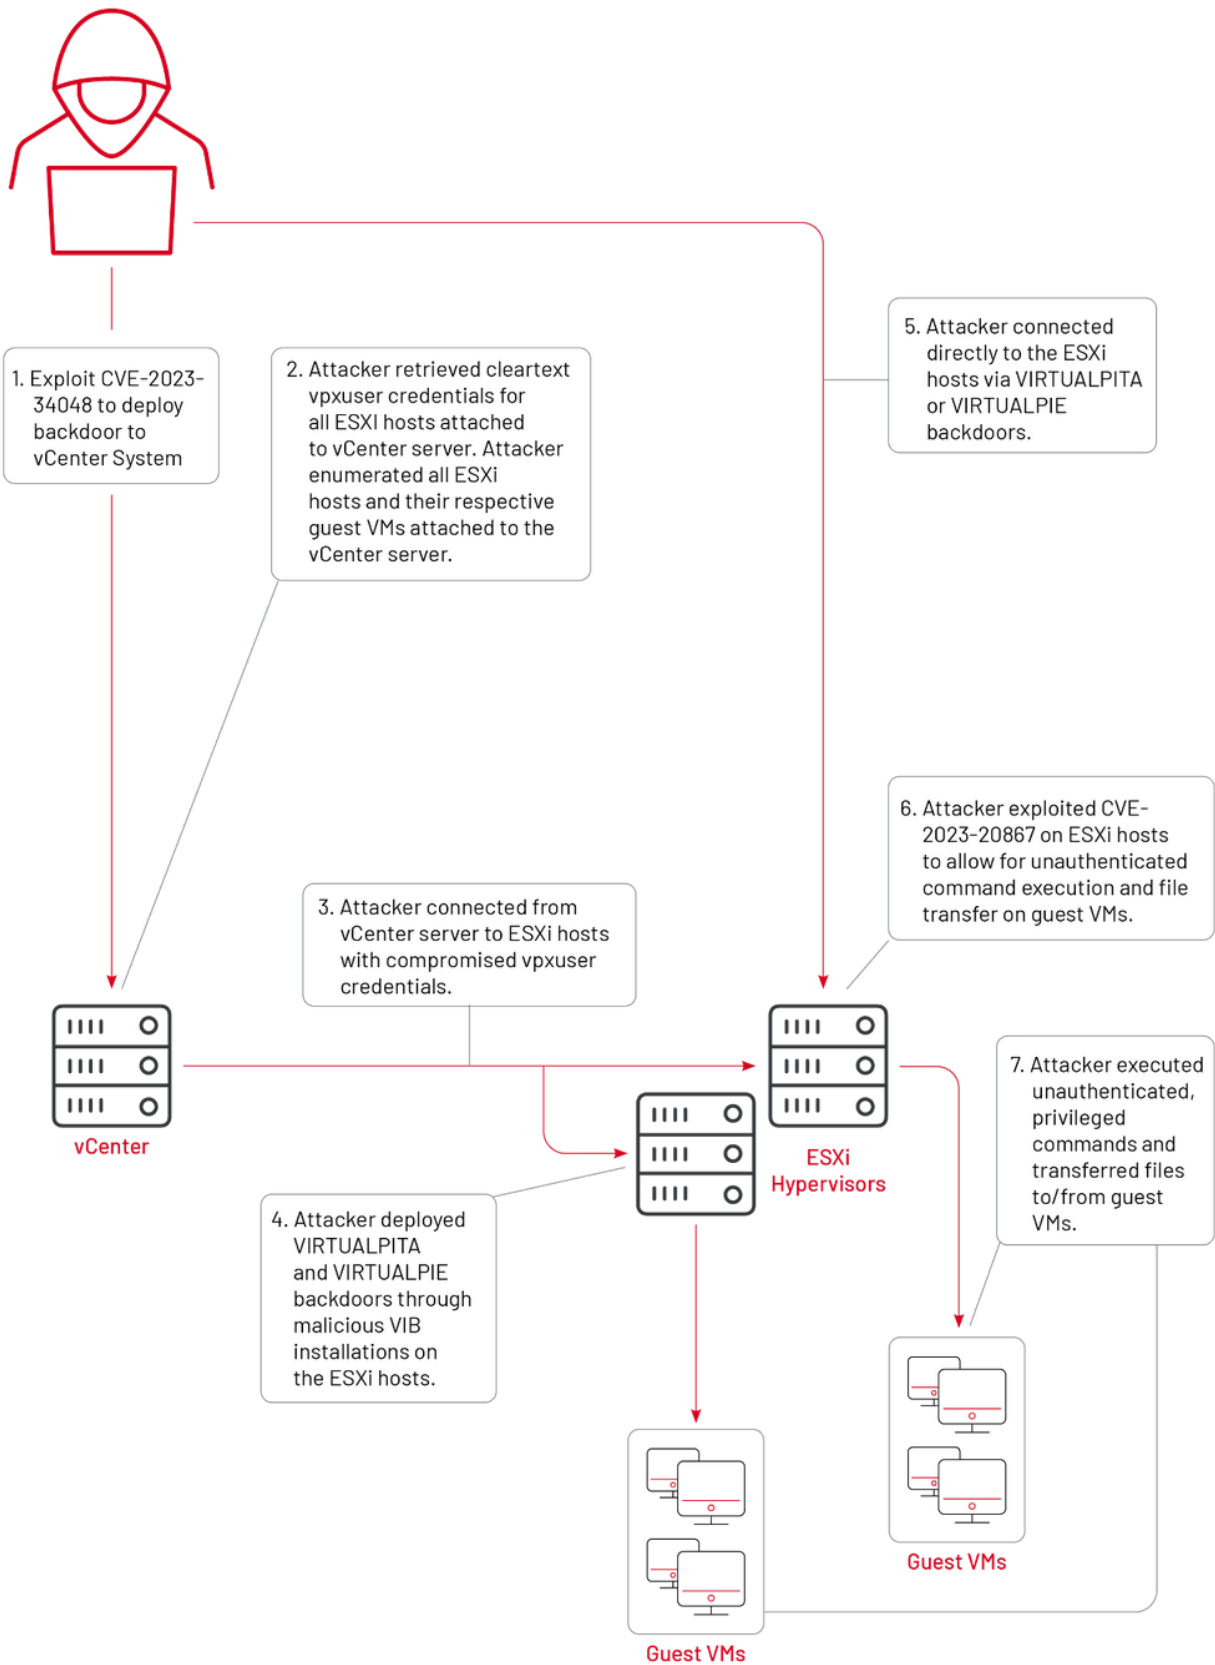 1. Exploit CVE-2023-
34048 to deploy
backdoor to
vCenter System
2. Attacker retrieved cleartext
vpxuser credentials for
all ESXI hosts attached
to vCenter server. Attacker
enumerated all ESXi
hosts and their respective
guest VMs attached to the
vCenter server.
5. Attacker connected
directly to the ESXi
hosts via VIRTUALPITA
or VIRTUALPIE
backdoors.
6. Attacker exploited CVE-
2023-20867 on ESXi hosts
to allow for unauthenticated
command execution and file
transfer on guest VMs.
3. Attacker connected from
vCenter server to ESXi hosts
with compromised vpxuser
credentials.
vCenter
ESXi
Hypervisors
7. Attacker executed
unauthenticated,
privileged
commands and
transferred files
to/from guest
VMs.
4. Attacker deployed
VIRTUALPITA
and VIRTUALPIE
backdoors through
malicious VIB
installations on
the ESXi hosts.
Guest VMs
Guest VMs